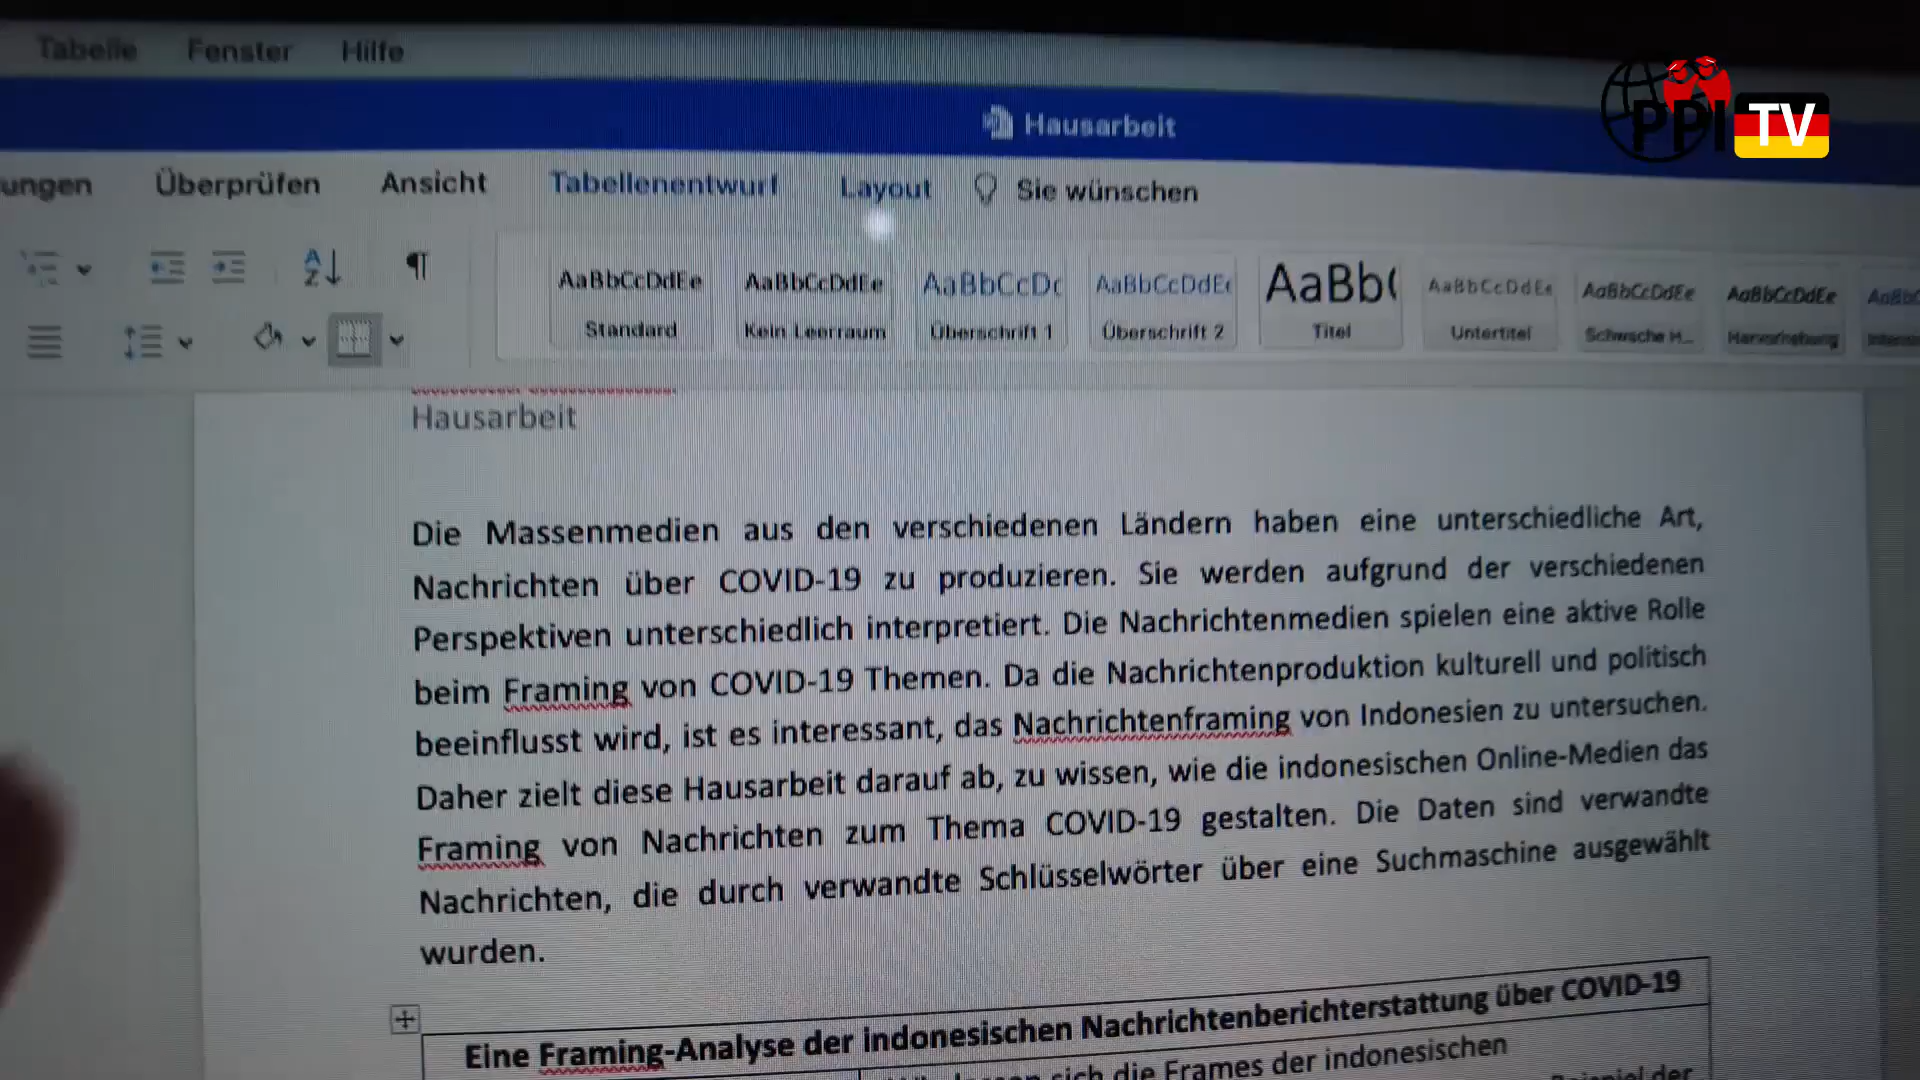 Tabelle Fenster Hilfe
PPI TV
Hausarbeit
ungen Überprüfen Ansicht Tabellenentwurf Layout Sie wünschen
AaBbCcDdEe AaBbCcDdEe AaBbCcDc AaBbCcDdEe AaBb( AaBbCcDdEe AaBbCcDdEe AaBbCcDdEe
Standard Kein Leerraum Überschrift 1 Überschrift 2 Titel Untertitel
Hausarbeit
Die Massenmedien aus den verschiedenen Ländern haben eine unterschiedliche Art,
Nachrichten über COVID-19 zu produzieren. Sie werden aufgrund der verschiedenen
Perspektiven unterschiedlich interpretiert. Die Nachrichtenmedien spielen eine aktive Rolle
beim Framing von COVID-19 Themen. Da die Nachrichtenproduktion kulturell und politisch
beeinflusst wird, ist es interessant, das Nachrichtenframing von Indonesien zu untersuchen.
Daher zielt diese Hausarbeit darauf ab, zu wissen, wie die indonesischen Online-Medien das
Framing von Nachrichten zum Thema COVID-19 gestalten. Die Daten sind verwandte
Nachrichten, die durch verwandte Schlüsselwörter über eine Suchmaschine ausgewählt
wurden.
Eine Framing-Analyse der indonesischen Nachrichtenberichterstattung über COVID-19
sich die Frames der indonesischen